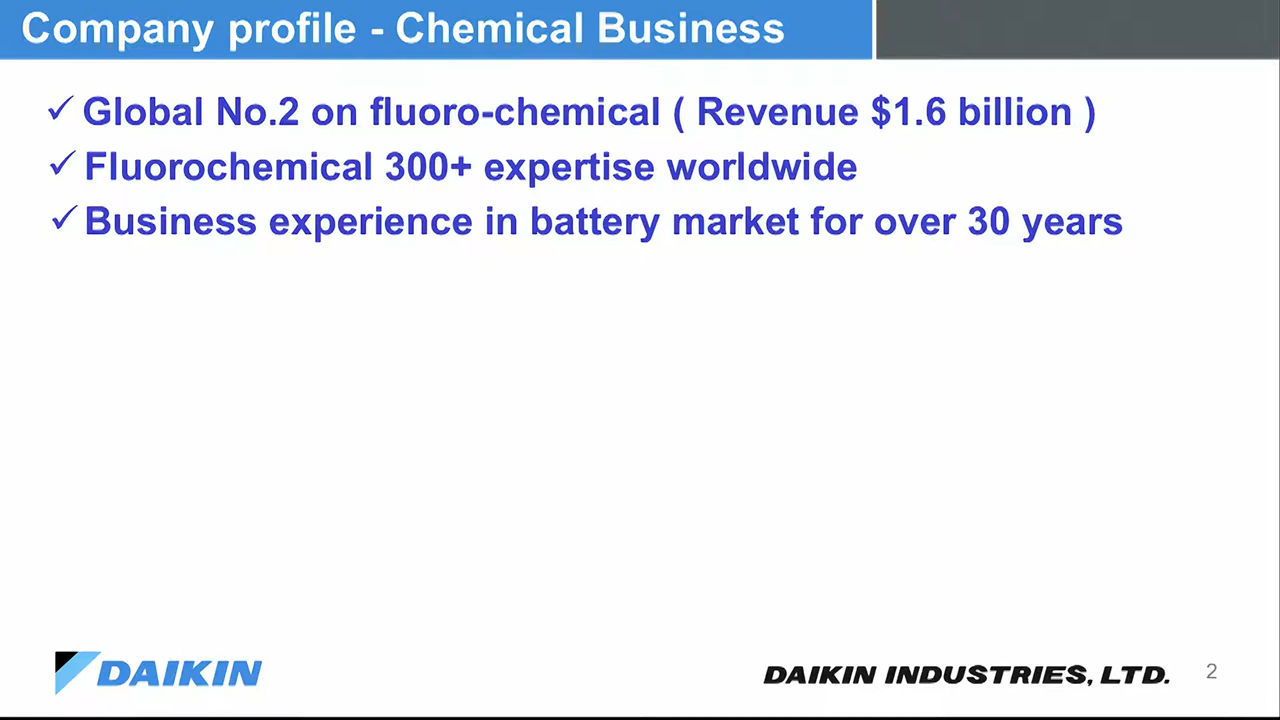 Company profile - Chemical Business
✓ Global No.2 on fluoro-chemical ( Revenue $1.6 billion )
✓ Fluorochemical 300+ expertise worldwide
✓ Business experience in battery market for over 30 years
DAIKIN
DAIKIN INDUSTRIES, LTD.
2